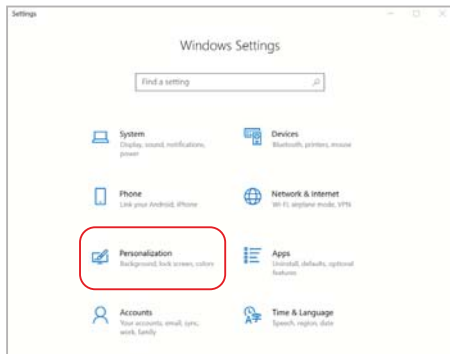 Settings
Windows Settings
Find a setting
System
Display, sound, notifications,
power
Devices
Bluetooth, printers, mouse
Phone
Link your Android, iPhone
Network & Internet
Wi-Fi, airplane mode, VPN
Personalization
Background, lock screen, colors
Apps
Uninstall, defaults, optional
features
Accounts
Your accounts, email, sync,
work, family
Time & Language
Speech, region, date